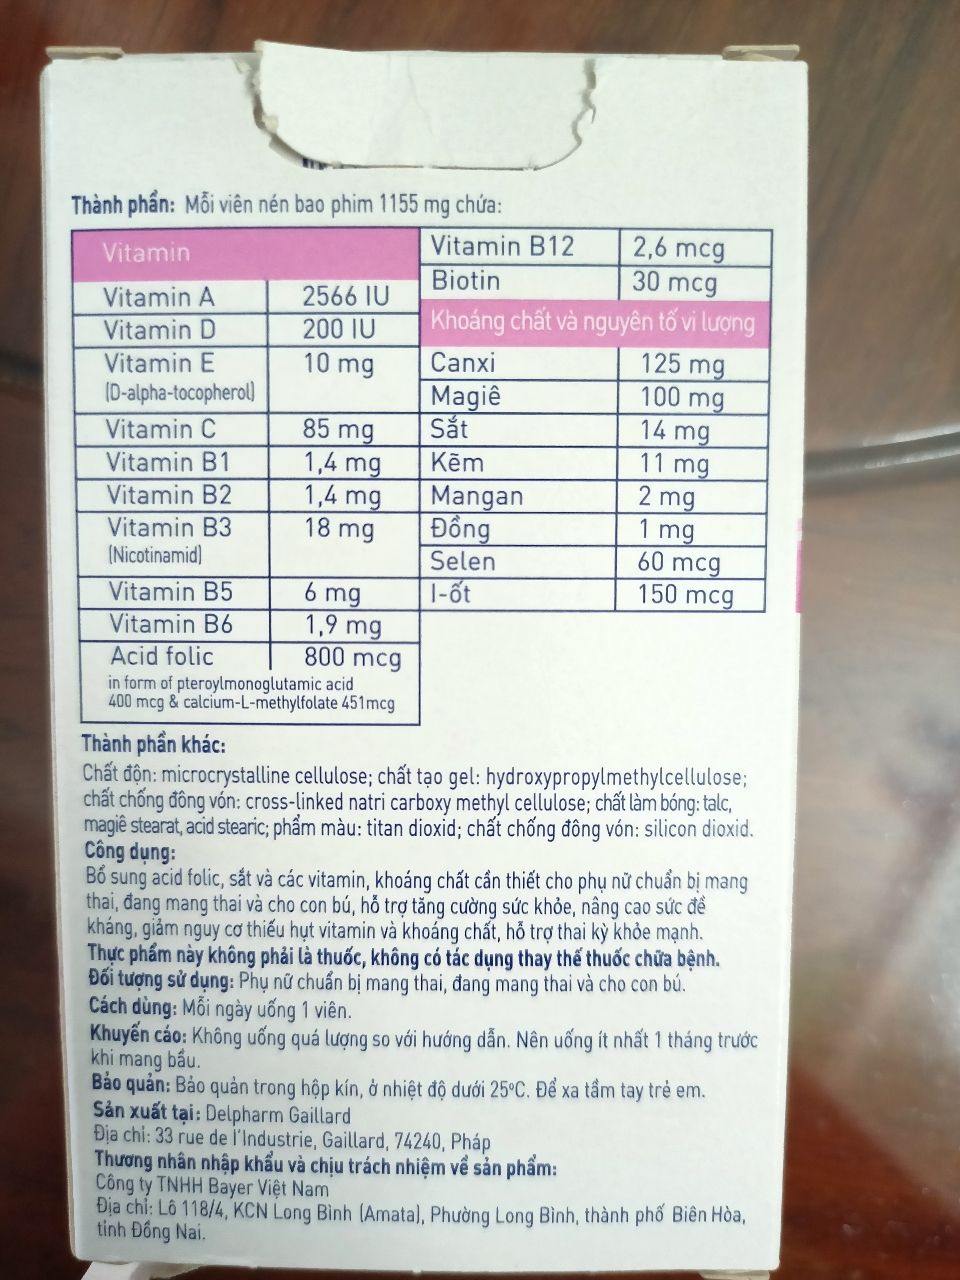 Thành phần: Mỗi viên nén bao phim 1155 mg chứa:
Vitamin
Vitamin A 2566 IU
Vitamin D 200 IU
Vitamin E 10 mg
(D-alpha-tocopherol)
Vitamin C 85 mg
Vitamin B1 1,4 mg
Vitamin B2 1,4 mg
Vitamin B3 18 mg
(Nicotinamid)
Vitamin B5 6 mg
Vitamin B6 1,9 mg
Acid folic 800 mcg
in form of pteroylmonoglutamic acid
400 mcg & calcium-L-methylfolate 451mcg
Vitamin B12 2,6 mcg
Biotin 30 mcg
Khoáng chất và nguyên tố vi lượng
Canxi 125 mg
Magiê 100 mg
Sắt 14 mg
Kẽm 11 mg
Mangan 2 mg
Đồng 1 mg
Selen 60 mcg
I-ốt 150 mcg
Thành phần khác:
Chất độn: microcrystalline cellulose; chất tạo gel: hydroxypropylmethylcellulose;
chất chống đông vón: cross-linked natri carboxy methyl cellulose; chất làm bóng: talc,
magiê stearat, acid stearic; phẩm màu: titan dioxid; chất chống đông vón: silicon dioxid.
Công dụng:
Bổ sung acid folic, sắt và các vitamin, khoáng chất cần thiết cho phụ nữ chuẩn bị mang
thai, đang mang thai và cho con bú, hỗ trợ tăng cường sức khỏe, nâng cao sức đề
kháng, giảm nguy cơ thiếu hụt vitamin và khoáng chất, hỗ trợ thai kỳ khỏe mạnh.
Thực phẩm này không phải là thuốc, không có tác dụng thay thế thuốc chữa bệnh.
Đối tượng sử dụng: Phụ nữ chuẩn bị mang thai, đang mang thai và cho con bú.
Cách dùng: Mỗi ngày uống 1 viên.
Khuyến cáo: Không uống quá lượng so với hướng dẫn. Nên uống ít nhất 1 tháng trước
khi mang bầu.
Bảo quản: Bảo quản trong hộp kín, ở nhiệt độ dưới 25ºC. Để xa tầm tay trẻ em.
Sản xuất tại: Delpharm Gaillard
Địa chỉ: 33 rue de l'Industrie, Gaillard, 74240, Pháp
Thương nhân nhập khẩu và chịu trách nhiệm về sản phẩm:
Công ty TNHH Bayer Việt Nam
Địa chỉ: Lô 118/4, KCN Long Bình (Amata), Phường Long Bình, thành phố Biên Hòa,
tỉnh Đồng Nai.